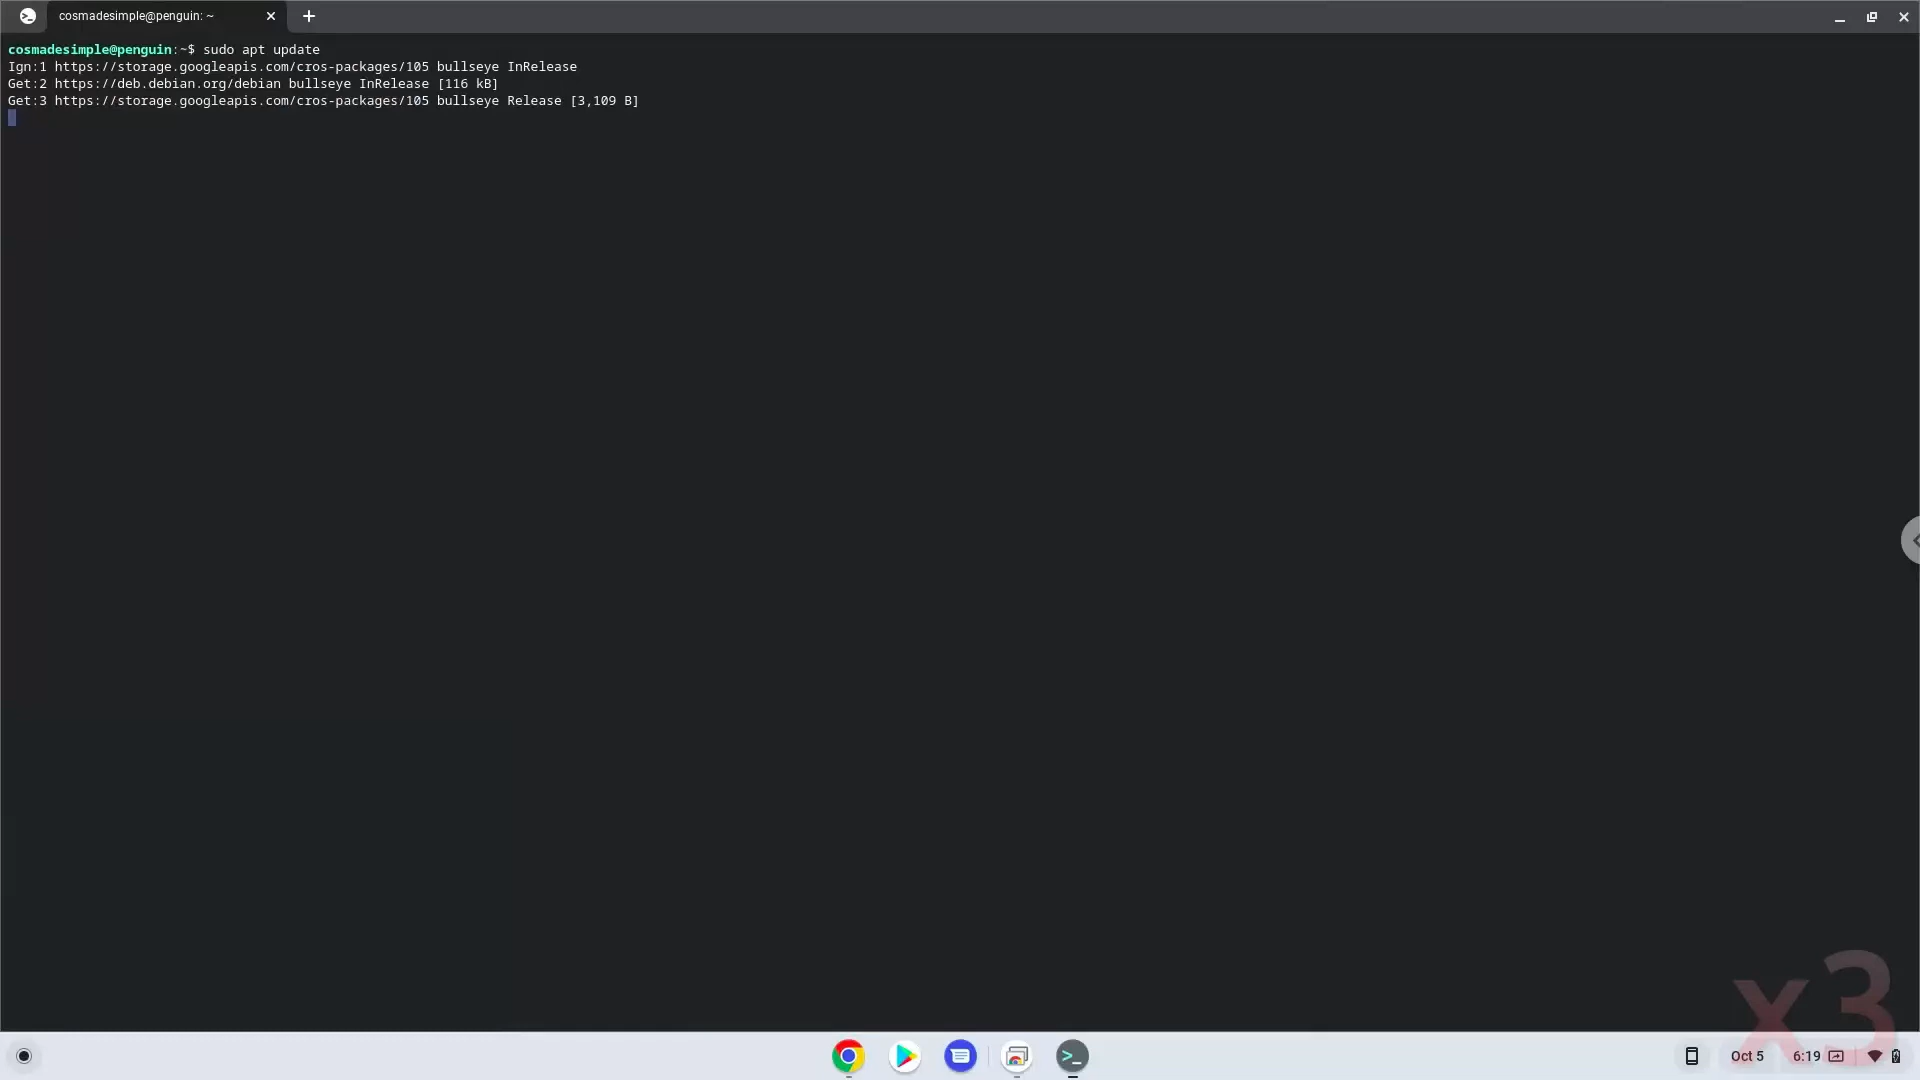 cosmadesimple@penguin: ~
cosmadesimple@penguin:~$ sudo apt update
Ign:1 https://storage.googleapis.com/cros-packages/105 bullseye InRelease
Get:2 https://deb.debian.org/debian bullseye InRelease [116 kB]
Get:3 https://storage.googleapis.com/cros-packages/105 bullseye Release [3,109 B]
x3
Oct 5 6:19